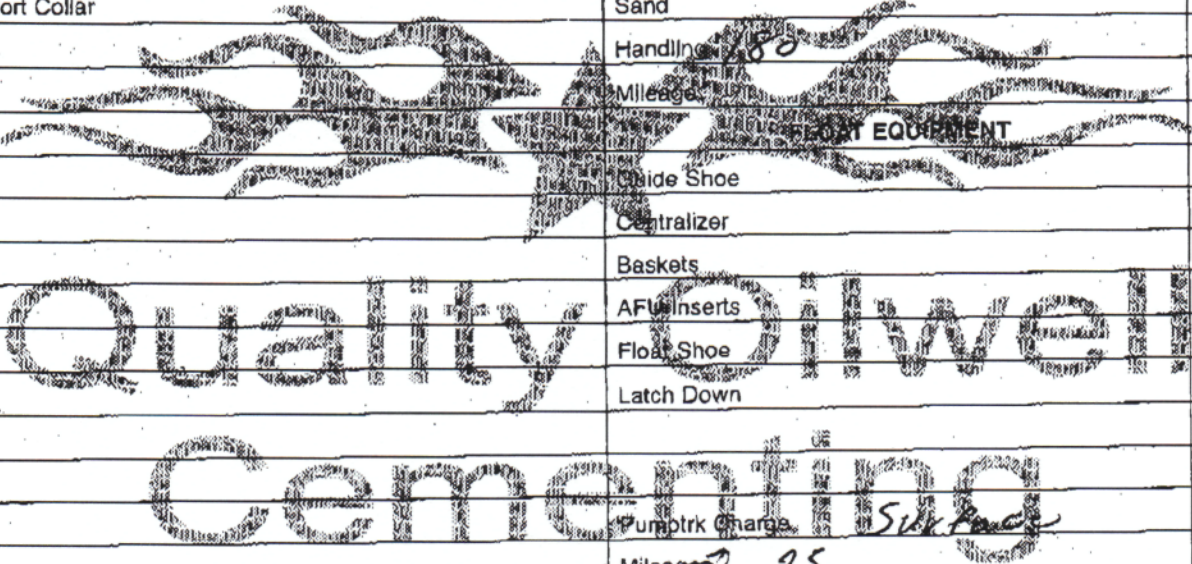 ort Collar
Sand
Handling 180
Mileage
FLOAT EQUIPMENT
Guide Shoe
Centralizer
Baskets
AFU Inserts
Float Shoe
Latch Down
Quality Oilwell
Cementing
Pumptrk Charge Surface
Mileage 25